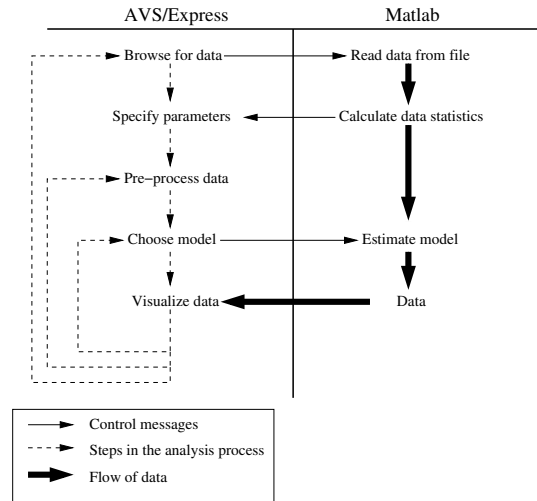 AVS/Express Matlab
Browse for data Read data from file
Specify parameters Calculate data statistics
Pre-process data
Choose model Estimate model
Visualize data Data
Control messages
Steps in the analysis process
Flow of data